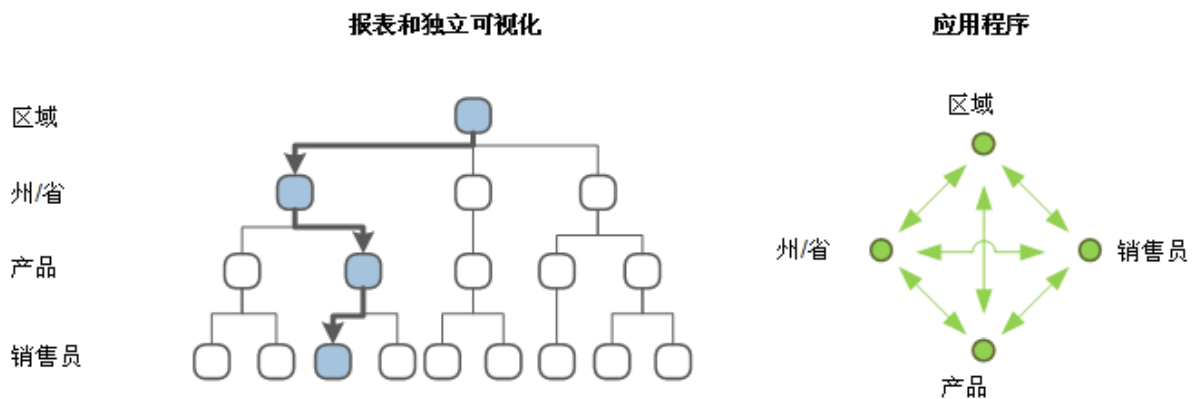 报表和独立可视化
应用程序
区域
州/省
产品
销售员
区域
州/省
销售员
产品